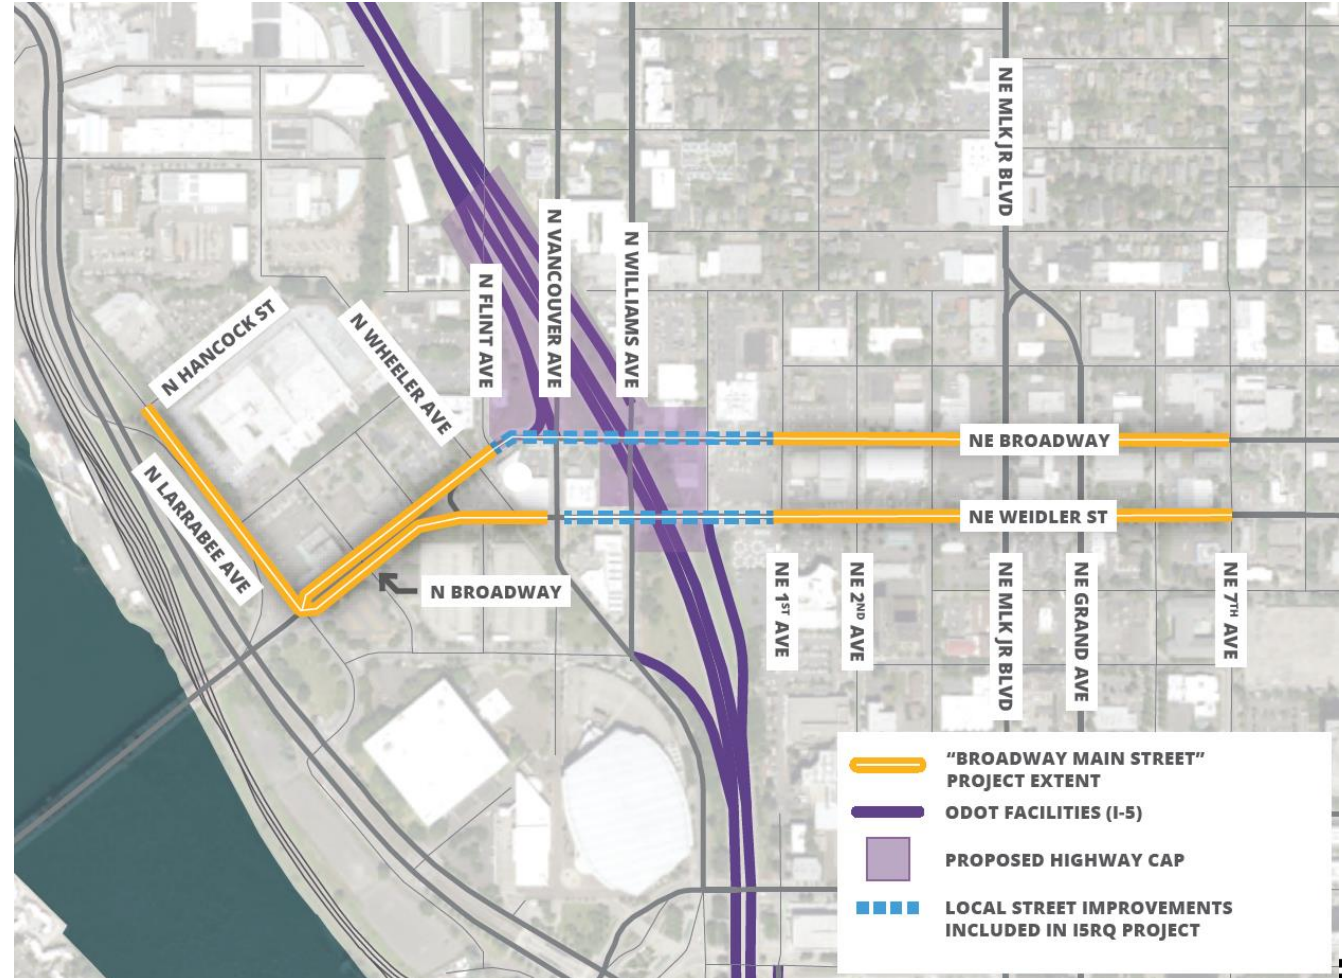 NE MLK JR BLVD
N VANCOUVER AVE
N WILLIAMS AVE
N FLINT AVE
N HANCOCK ST
N WHEELER AVE
N LARRABEE AVE
N BROADWAY
NE BROADWAY
NE WEIDLER ST
NE 1ST AVE
NE 2ND AVE
NE MLK JR BLVD
NE GRAND AVE
NE 7TH AVE
“BROADWAY MAIN STREET”
PROJECT EXTENT
ODOT FACILITIES (I-5)
PROPOSED HIGHWAY CAP
LOCAL STREET IMPROVEMENTS
INCLUDED IN I5RQ PROJECT